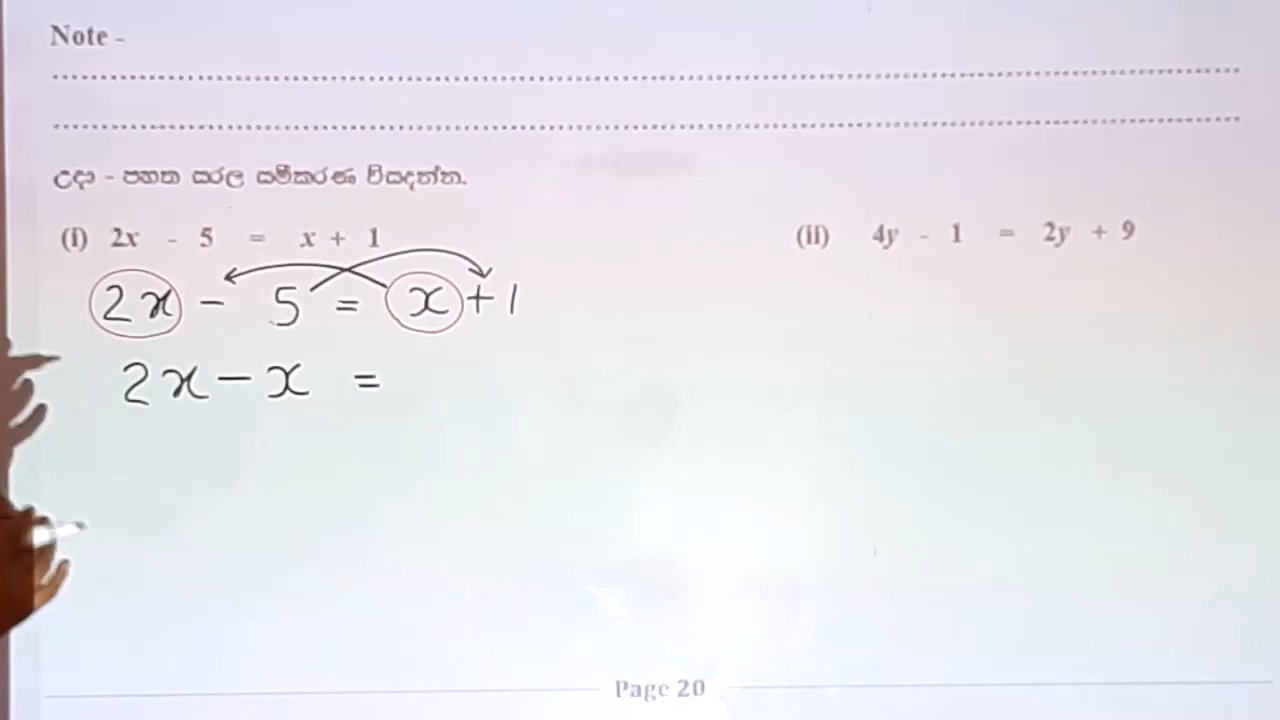 Note -
උදා - පහත සරල සමීකරණ විසඳන්න.
(i) 2x - 5 = x + 1
(ii) 4y - 1 = 2y + 9
2x - 5 = x + 1
2x - x =
Page 20